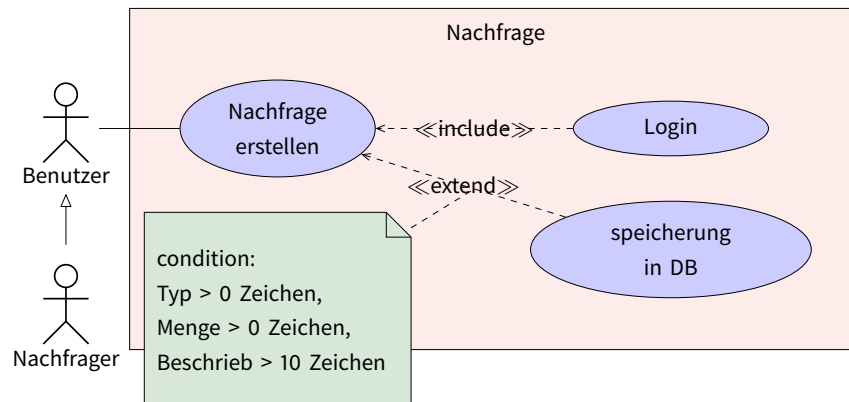 Nachfrage
Nachfrage
erstellen
≪include≫
Login
Benutzer
≪extend≫
speicherung
in DB
condition:
Typ > 0 Zeichen,
Menge > 0 Zeichen,
Beschrieb > 10 Zeichen
Nachfrager